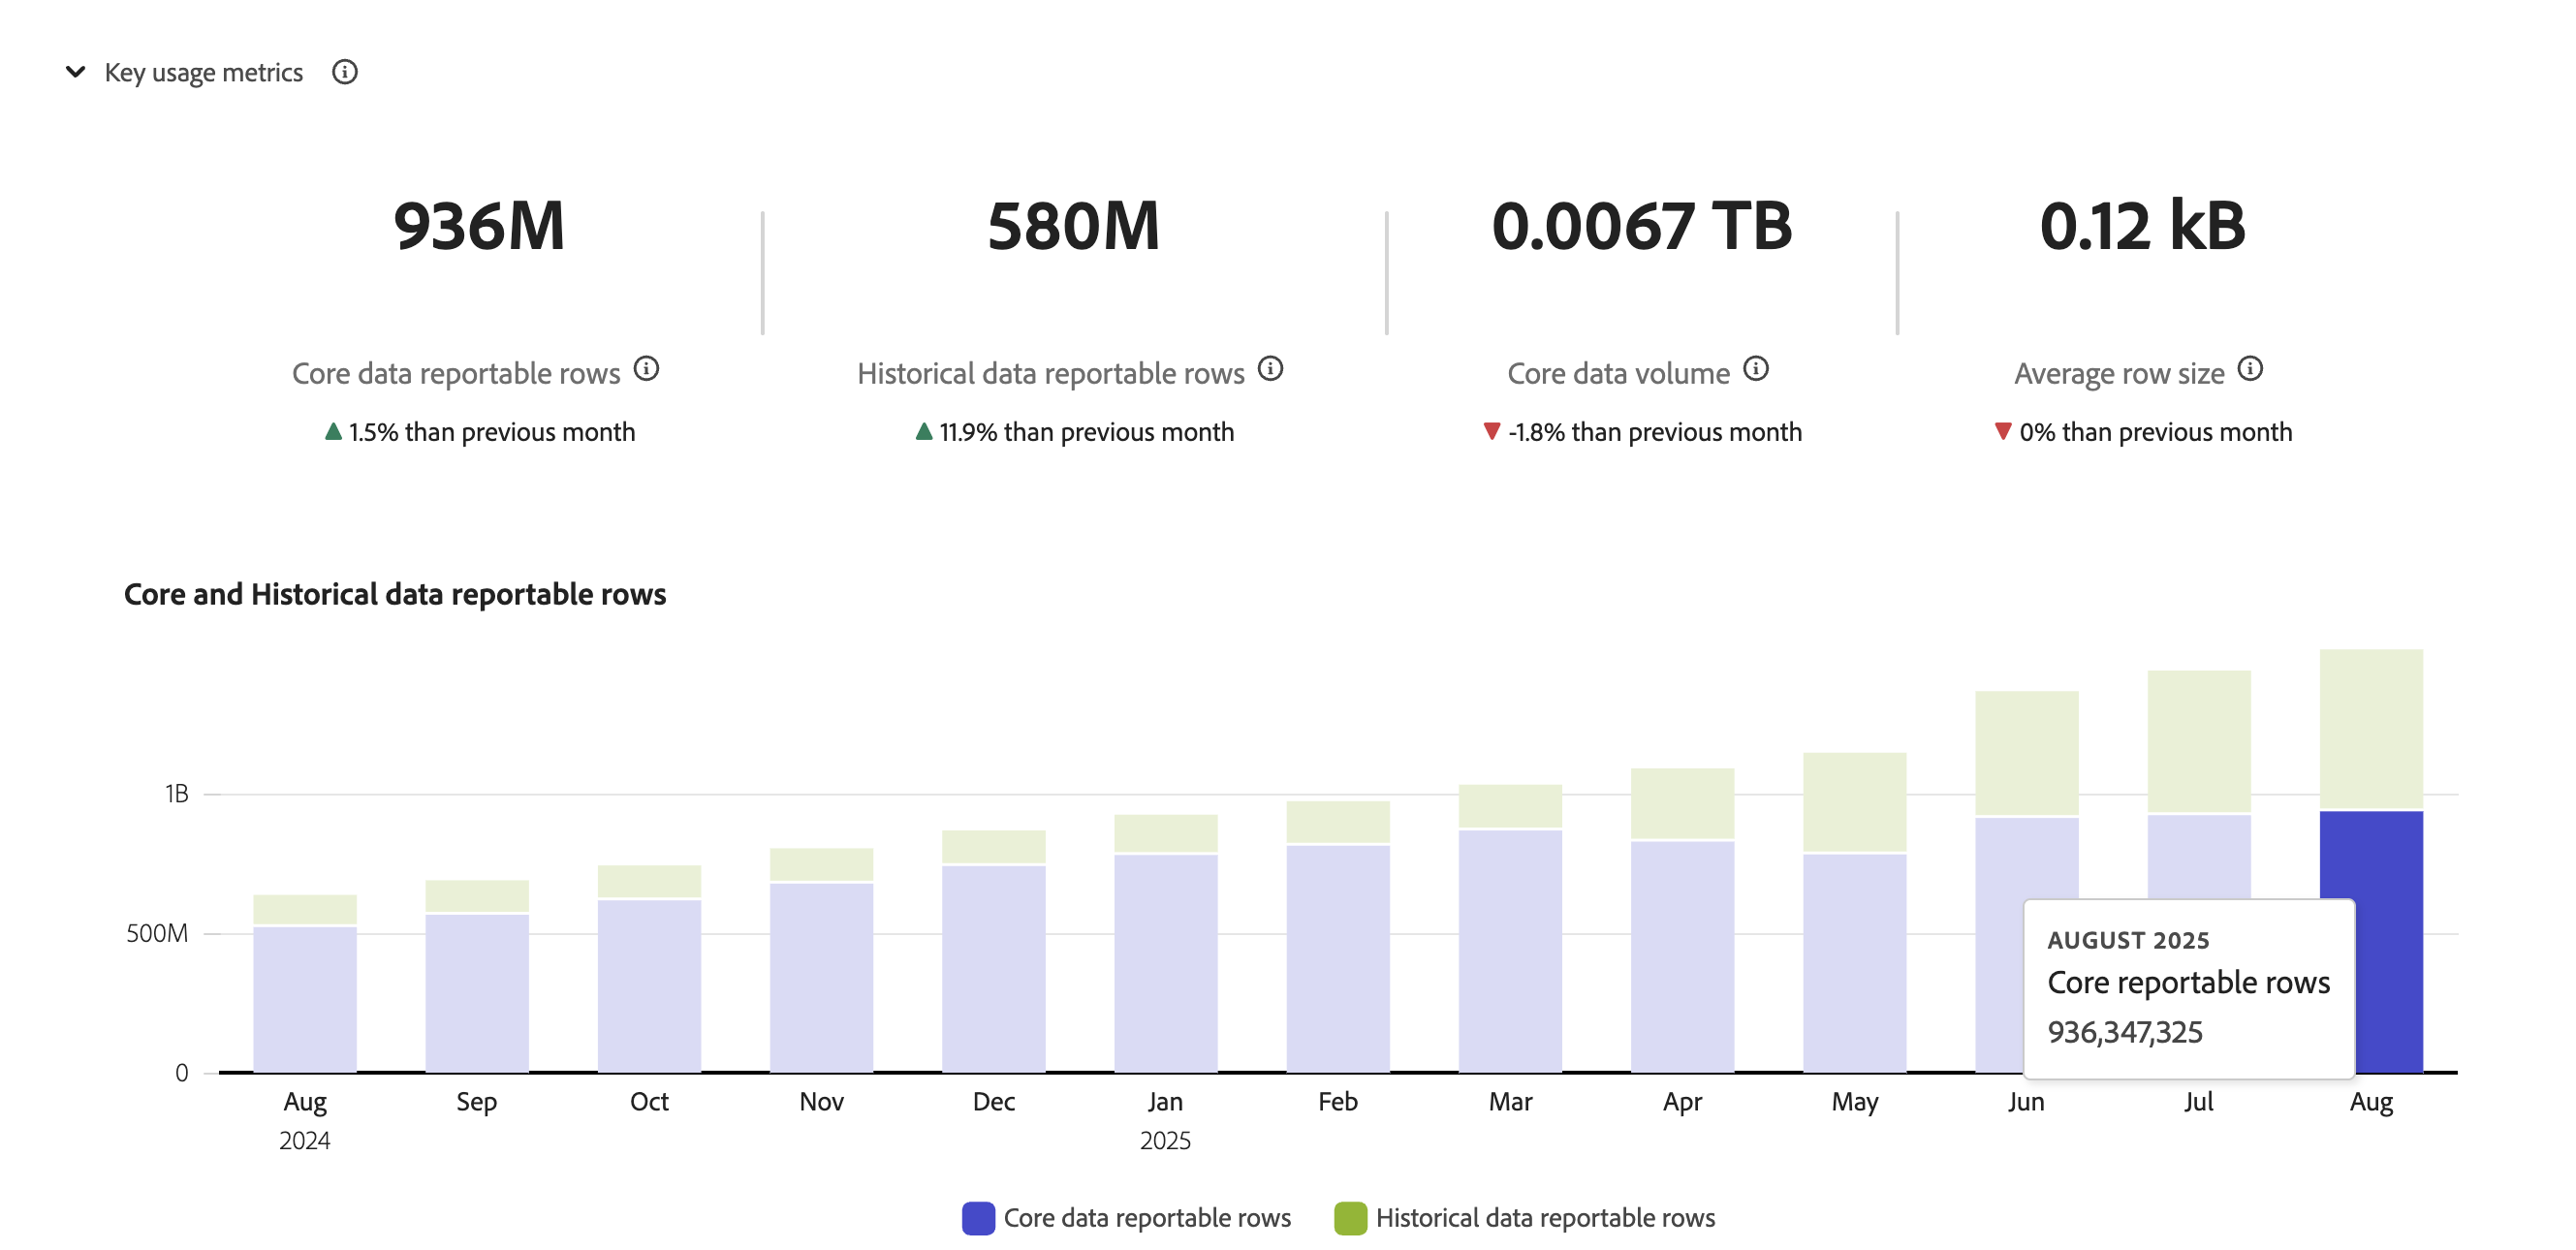 Key usage metrics
936M
580M
0.0067 TB
0.12 kB
Core data reportable rows
Historical data reportable rows
Core data volume
Average row size
1.5% than previous month
11.9% than previous month
-1.8% than previous month
0% than previous month
Core and Historical data reportable rows
1B
500M
0
AUGUST 2025
Core reportable rows
936,347,325
Aug Sep Oct Nov Dec Jan Feb Mar Apr May Jun Jul Aug
2024 2025
Core data reportable rows Historical data reportable rows